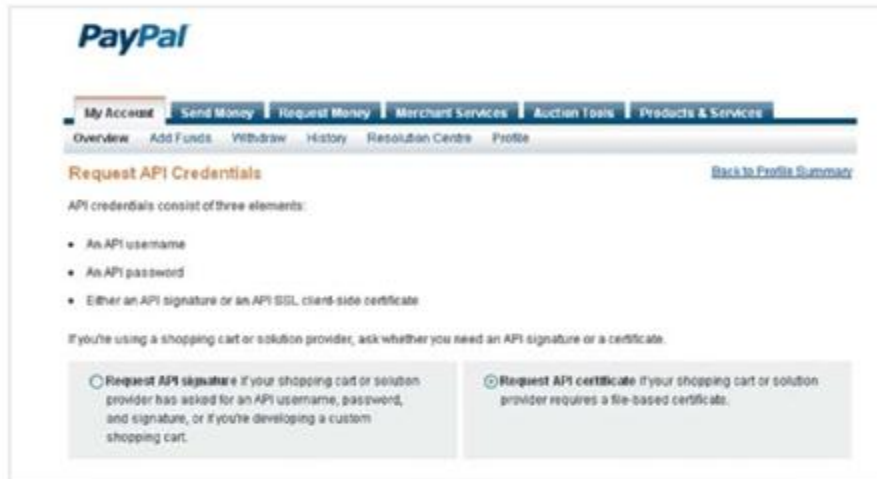 PayPal
My Account Send Money Request Money Merchant Services Auction Tools Products & Services
Overview Add Funds Withdraw History Resolution Centre Profile
Request API Credentials Back to Profile Summary
API credentials consist of three elements:
• An API username
• An API password
• Either an API signature or an API SSL client-side certificate
If you're using a shopping cart or solution provider, ask whether you need an API signature or a certificate.
Request API signature if your shopping cart or solution
provider has asked for an API username, password,
and signature, or if you're developing a custom
shopping cart.
Request API certificate if your shopping cart or solution
provider requires a file-based certificate.